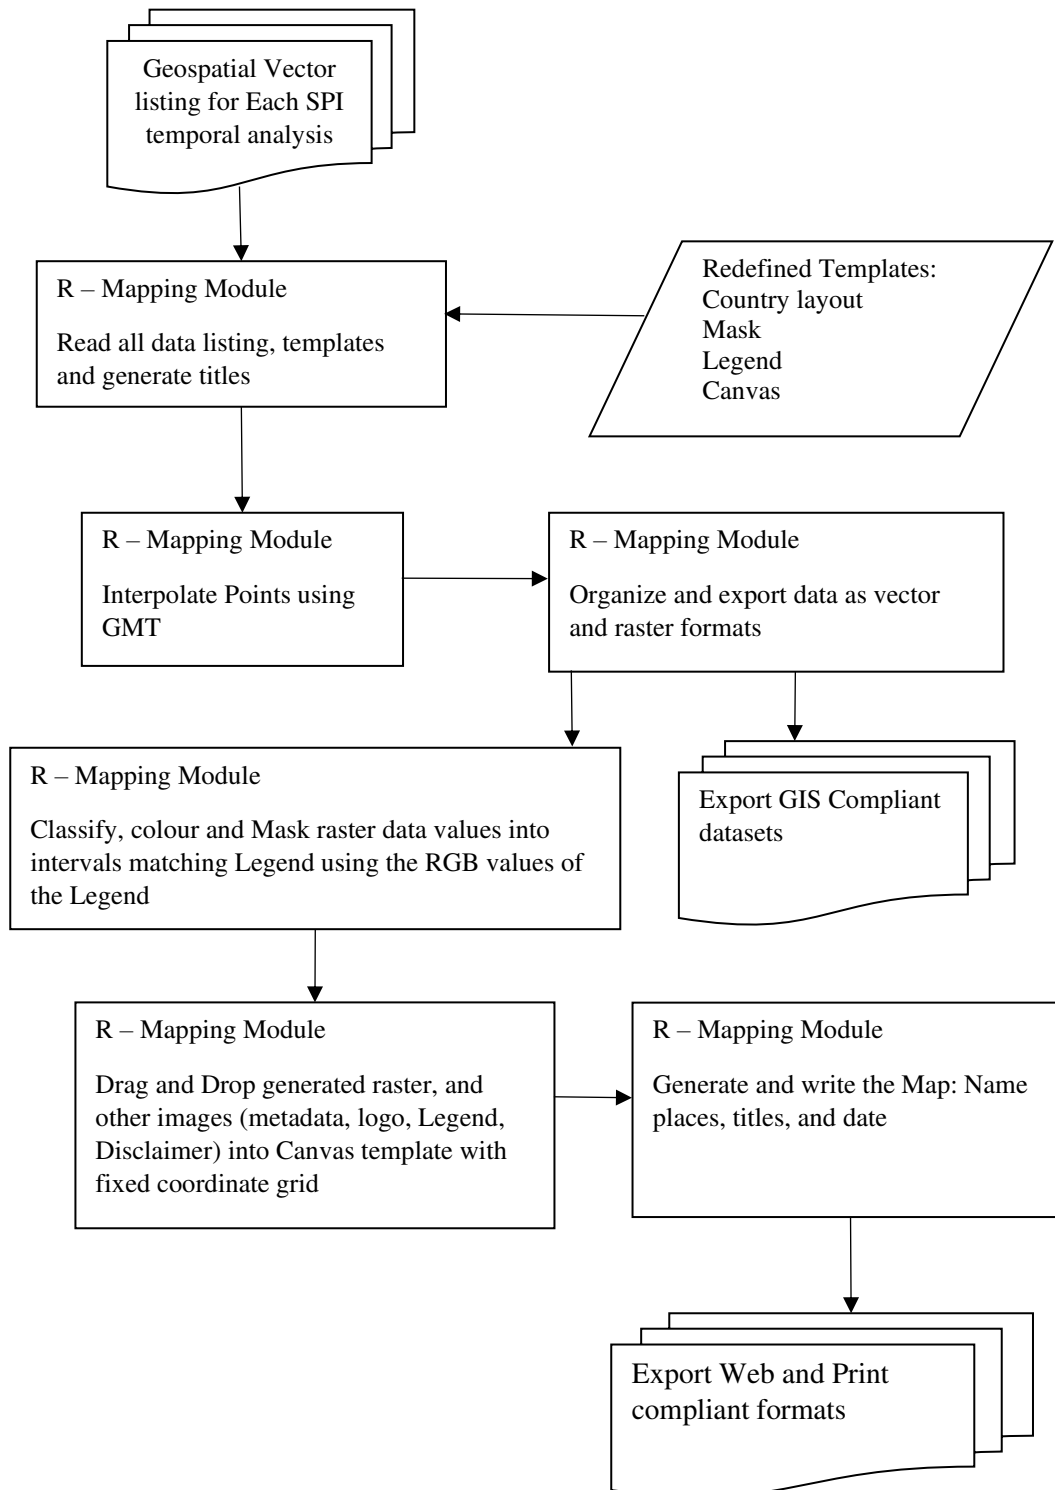 Geospatial Vector
listing for Each SPI
temporal analysis
R – Mapping Module
Read all data listing, templates
and generate titles
Redefined Templates:
Country layout
Mask
Legend
Canvas
R – Mapping Module
Interpolate Points using
GMT
R – Mapping Module
Organize and export data as vector
and raster formats
R – Mapping Module
Classify, colour and Mask raster data values into
intervals matching Legend using the RGB values of
the Legend
Export GIS Compliant
datasets
R – Mapping Module
Drag and Drop generated raster, and
other images (metadata, logo, Legend,
Disclaimer) into Canvas template with
fixed coordinate grid
R – Mapping Module
Generate and write the Map: Name
places, titles, and date
Export Web and Print
compliant formats